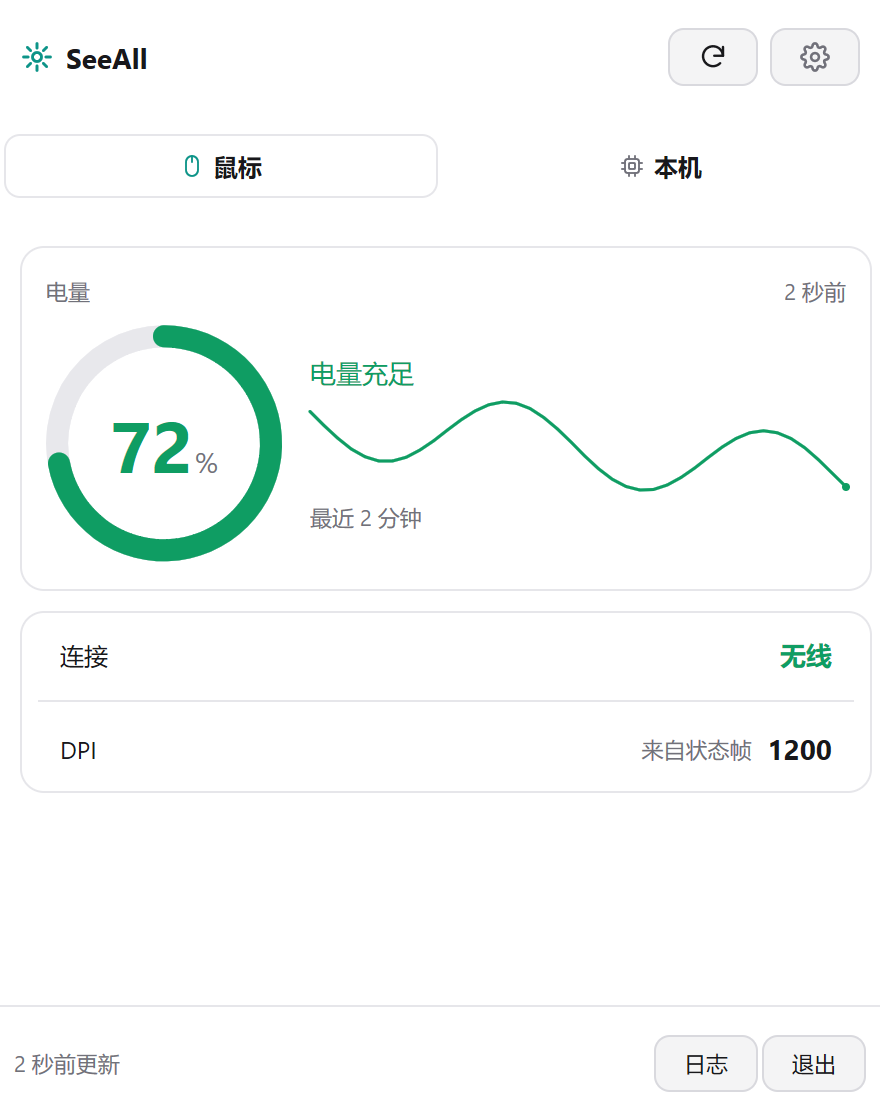 SeeAll
鼠标 本机
电量 2 秒前
电量充足
72%
最近 2 分钟
连接 无线
DPI 来自状态帧 1200
2 秒前更新 日志 退出